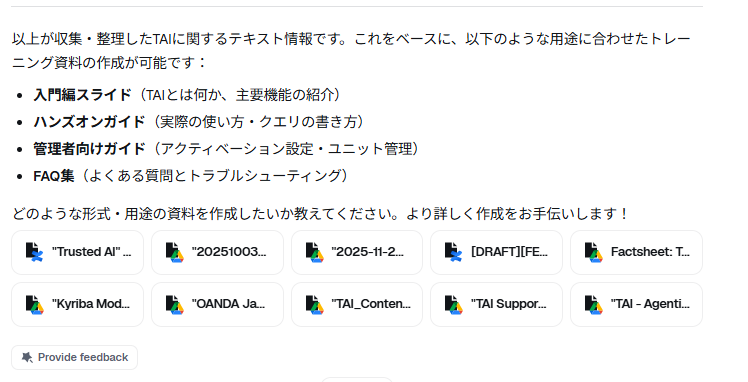 以上が収集・整理したTAIに関するテキスト情報です。これをベースに、以下のような用途に合わせたトレー
ニング資料の作成が可能です：
• 入門編スライド（TAIとは何か、主要機能の紹介）
• ハンズオンガイド（実際の使い方・クエリの書き方）
• 管理者向けガイド（アクティベーション設定・ユニット管理）
• FAQ集（よくある質問とトラブルシューティング）
どのような形式・用途の資料を作成したいか教えてください。より詳しく作成をお手伝いします！
"Trusted AI" ... "20251003... "2025-11-2... [DRAFT][FE... Factsheet: T...
"Kyriba Mod... "OANDA Ja... "TAI_Conten... "TAI Suppor... "TAI - Agenti...
Provide feedback